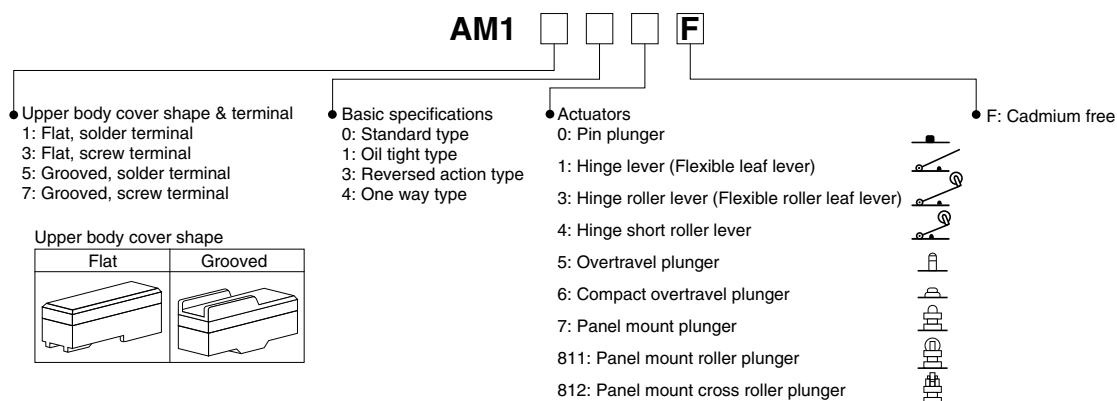 AM1 F
Upper body cover shape & terminal
1: Flat, solder terminal
3: Flat, screw terminal
5: Grooved, solder terminal
7: Grooved, screw terminal
Upper body cover shape
Flat Grooved
Basic specifications
0: Standard type
1: Oil tight type
3: Reversed action type
4: One way type
Actuators
0: Pin plunger
1: Hinge lever (Flexible leaf lever)
3: Hinge roller lever (Flexible roller leaf lever)
4: Hinge short roller lever
5: Overtravel plunger
6: Compact overtravel plunger
7: Panel mount plunger
811: Panel mount roller plunger
812: Panel mount cross roller plunger
F: Cadmium free